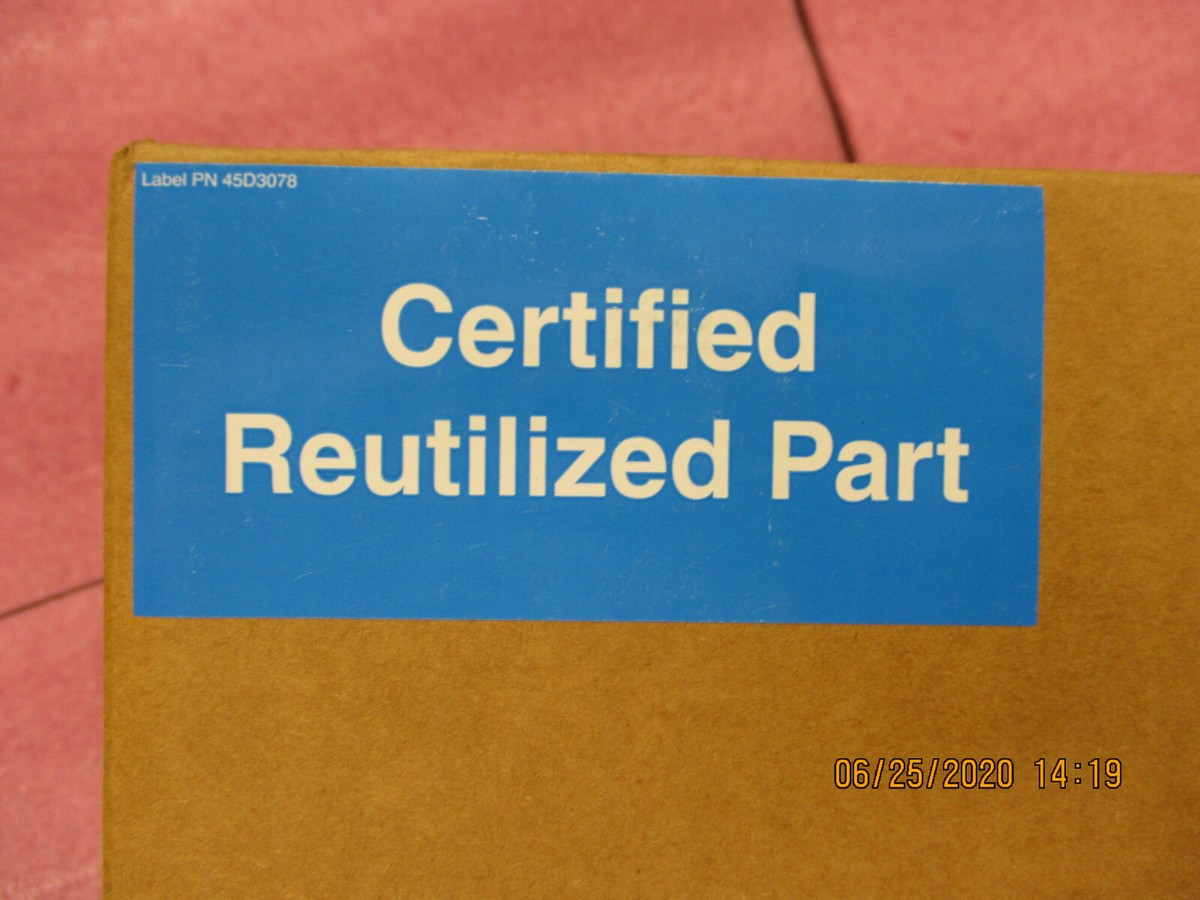 Label PN 45D3078
Certified
Reutilized Part
06/25/2020 14:19